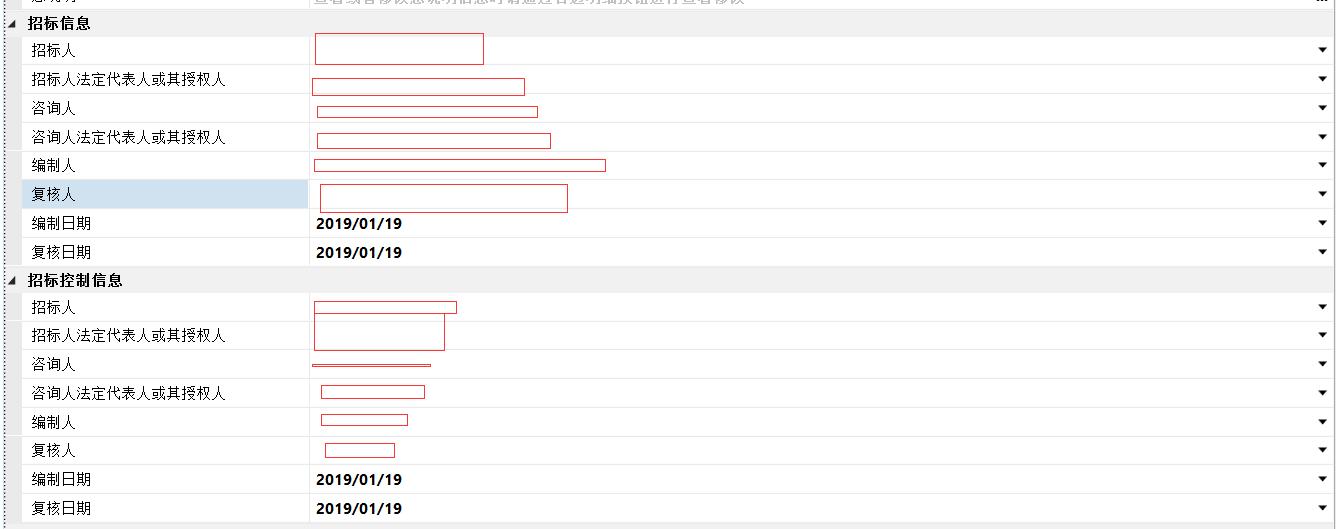 招标信息
招标人
招标人法定代表人或其授权人
咨询人
咨询人法定代表人或其授权人
编制人
复核人
编制日期 2019/01/19
复核日期 2019/01/19
招标控制信息
招标人
招标人法定代表人或其授权人
咨询人
咨询人法定代表人或其授权人
编制人
复核人
编制日期 2019/01/19
复核日期 2019/01/19